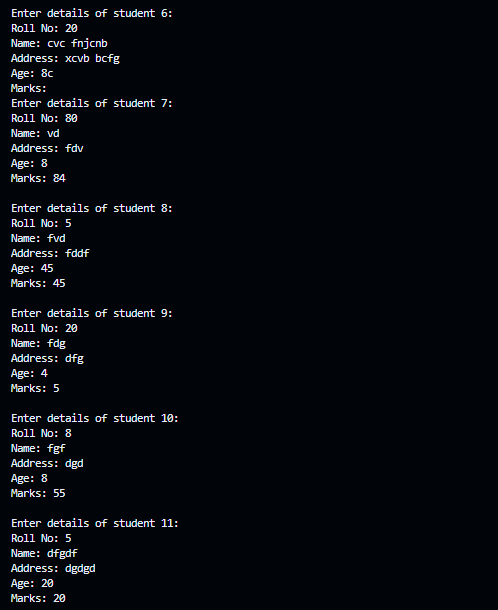 Enter details of student 6:
Roll No: 20
Name: cvc fnjcnb
Address: xcvb bcfg
Age: 8c
Marks:
Enter details of student 7:
Roll No: 80
Name: vd
Address: fdv
Age: 8
Marks: 84
Enter details of student 8:
Roll No: 5
Name: fvd
Address: fddf
Age: 45
Marks: 45
Enter details of student 9:
Roll No: 20
Name: fdg
Address: dfg
Age: 4
Marks: 5
Enter details of student 10:
Roll No: 8
Name: fgf
Address: dgd
Age: 8
Marks: 55
Enter details of student 11:
Roll No: 5
Name: dfgdf
Address: dgdgd
Age: 20
Marks: 20